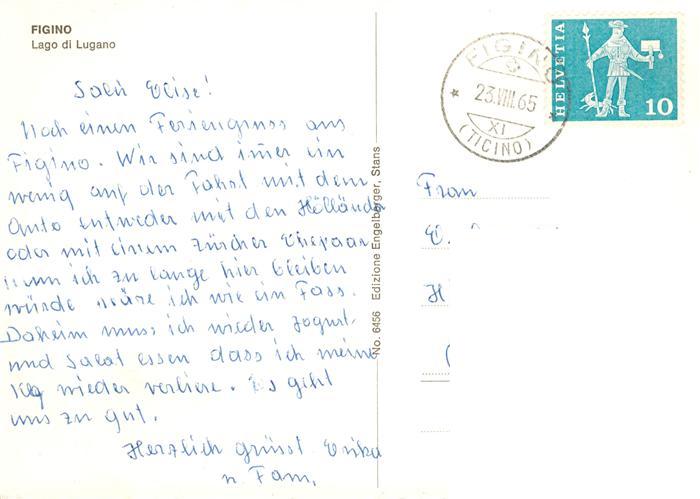 FIGINO
Lago di Lugano
Salü Elise!
Noch einen Feriengruss aus
Figino. Wir sind imer ein
wenig auf der Fahrt mit dem
Auto entweder mit den Holländer
oder mit einem zürcher Ehepaar
wenn ich zu lange hier bleiben
würde wäre ich wie ein Fass.
Daheim muss ich wieder Jogurt
und Salat essen dass ich meine
Kg wieder verliere. Es geht
uns zu gut.
Herzlich grüsst Erika
u Fam.
No. 6456 Edizione Engelberger, Stans
FIGINO
23.VIII.65
XI
(TICINO)
HELVETIA
10
Frau
E.
H